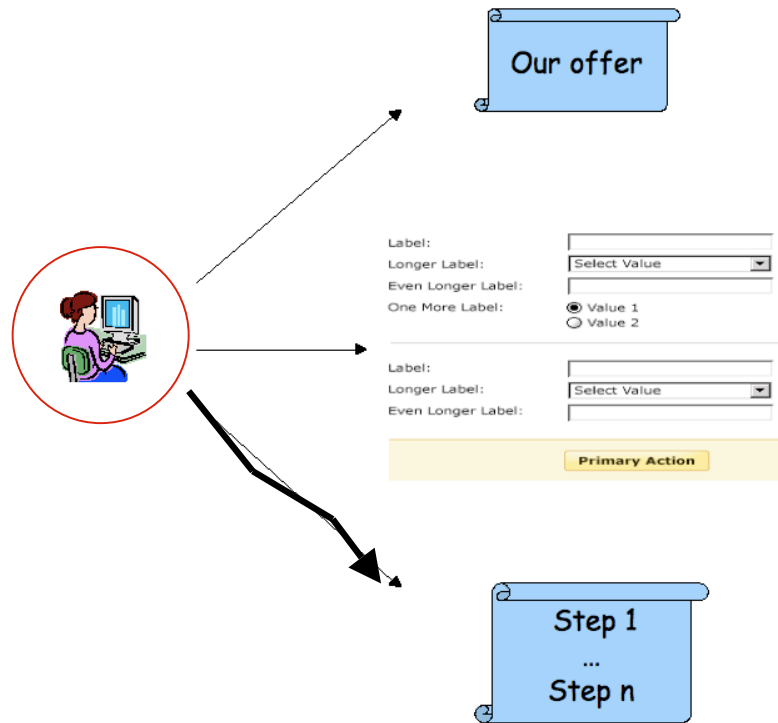 Our offer
Label:
Longer Label: Select Value
Even Longer Label:
One More Label: Value 1
Value 2
Label:
Longer Label: Select Value
Even Longer Label:
Primary Action
Step 1
...
Step n